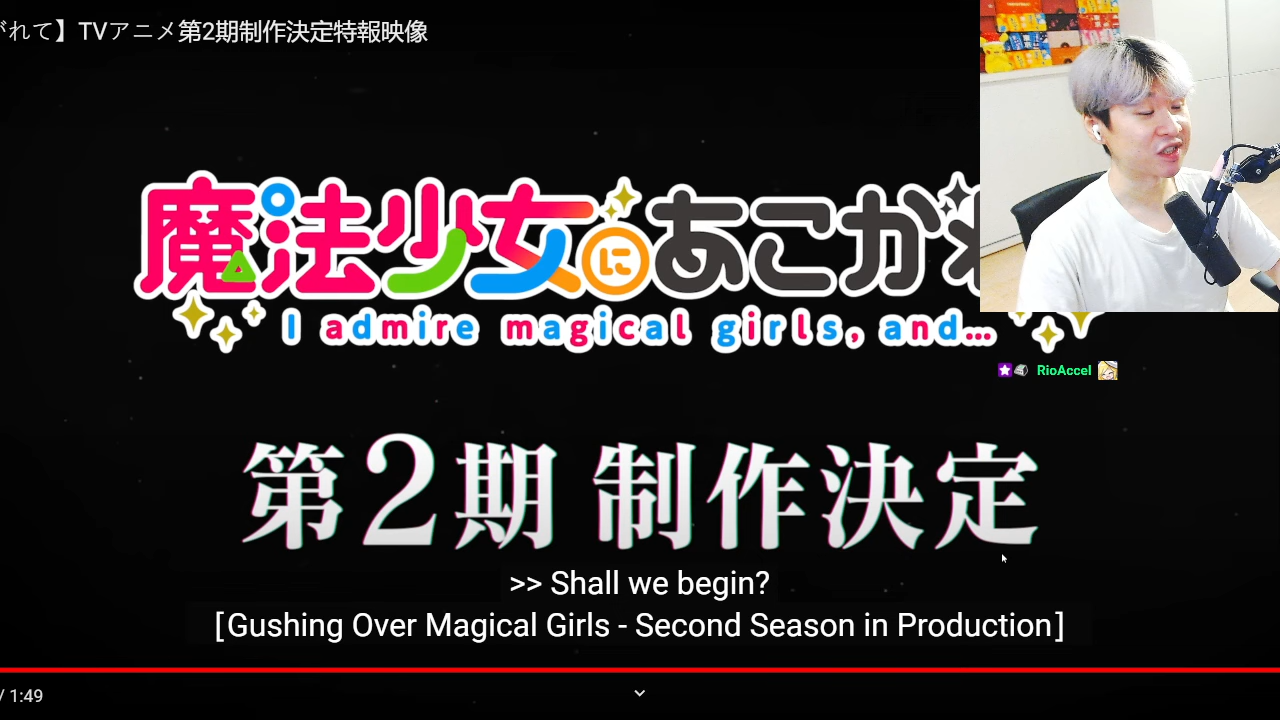 れて】TVアニメ第2期制作決定特報映像
魔法少女にあこがれ
I admire magical girls, and...
RioAccel
第2期 制作決定
>> Shall we begin?
[Gushing Over Magical Girls - Second Season in Production]
/ 1:49